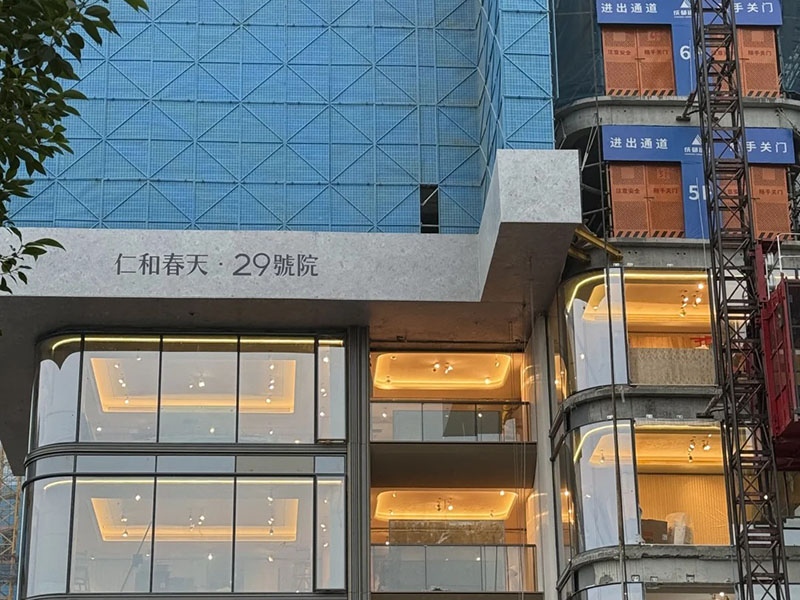 进出通道
6
手关门
注意安全
随手关门
进出通道
5
手关门
注意安全
随手关门
仁和春天·29號院